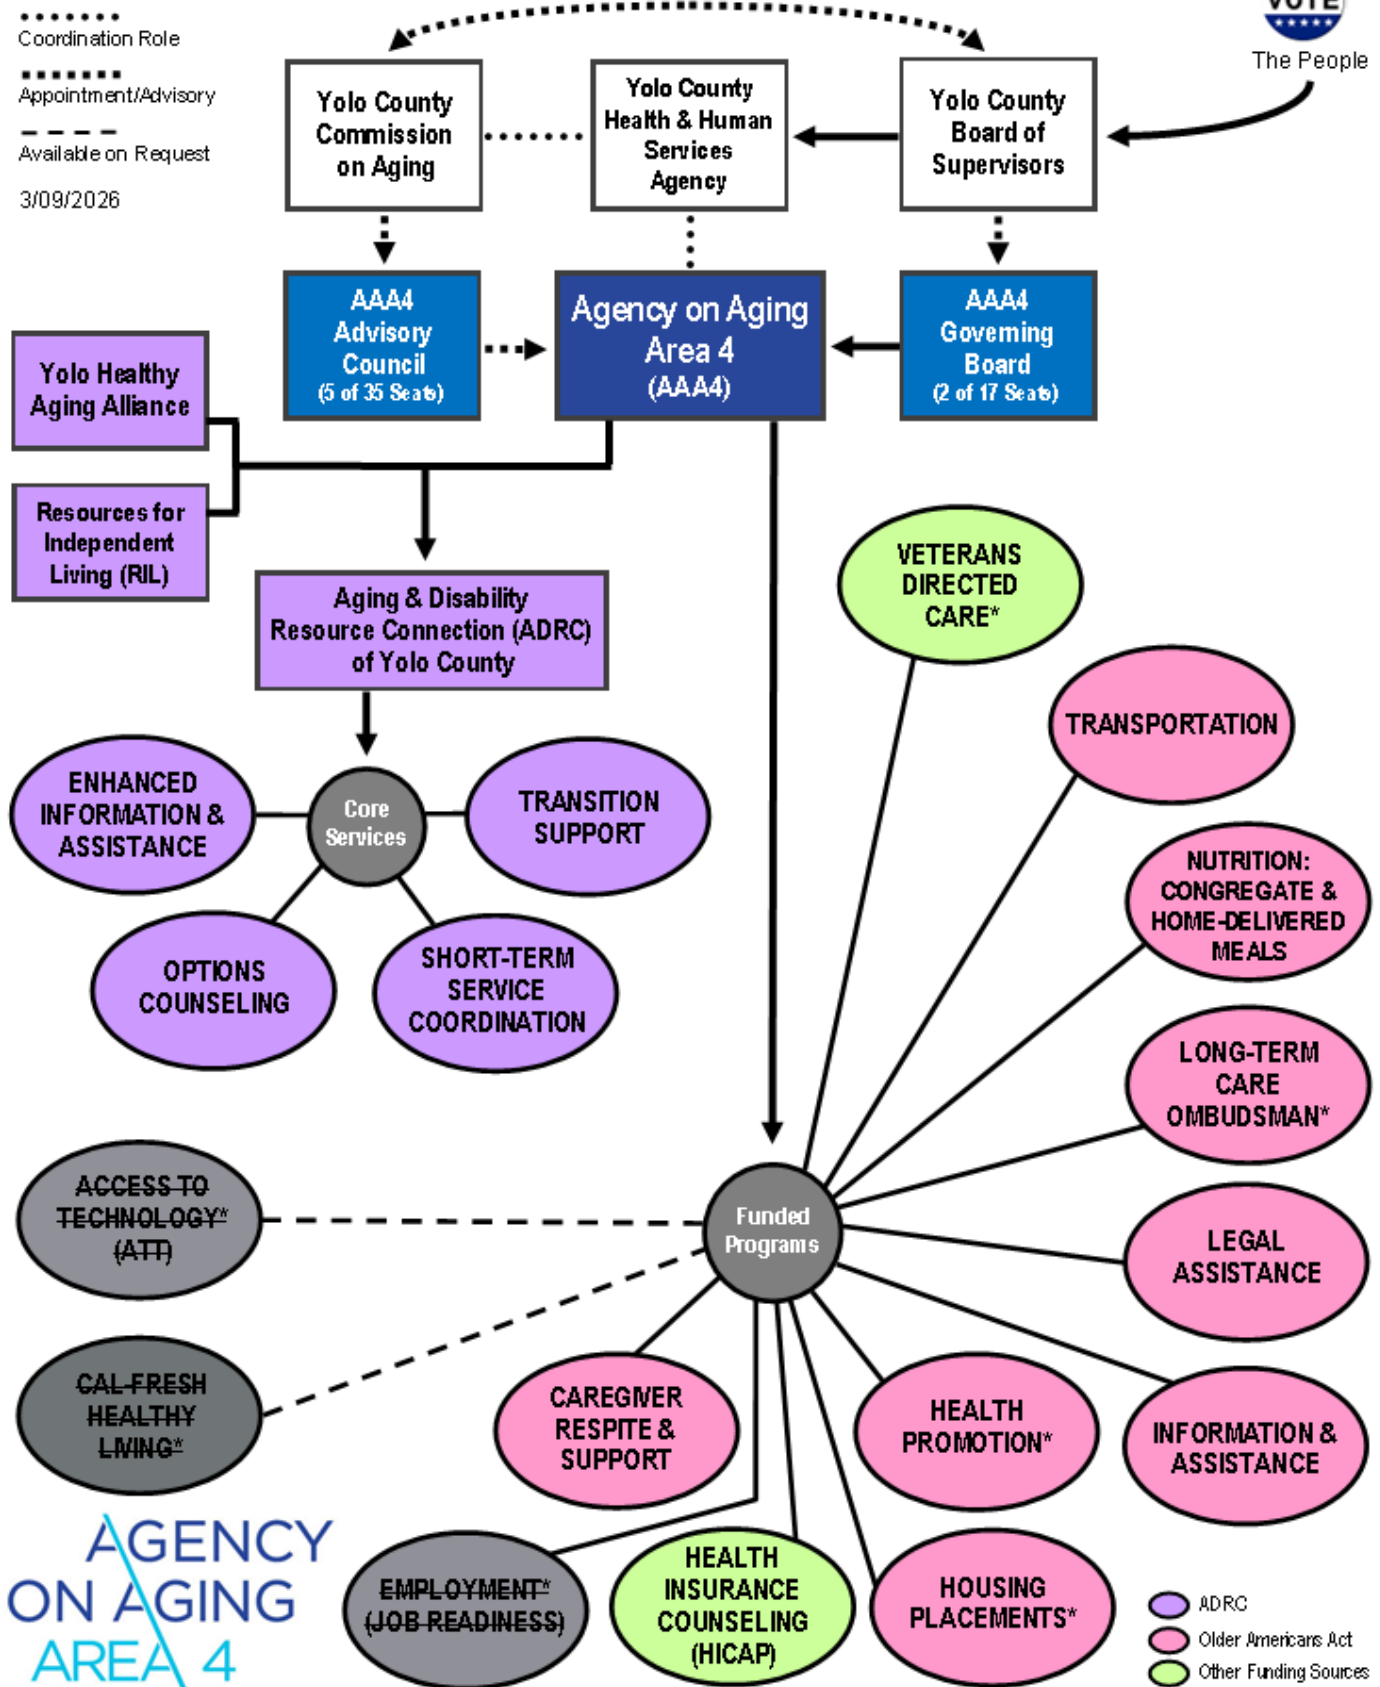 VOTE
The People
Coordination Role
Appointment/Advisory
Available on Request
3/09/2026
Yolo County
Commission
on Aging
Yolo County
Health & Human
Services
Agency
Yolo County
Board of
Supervisors
AAA4
Advisory
Council
(5 of 35 Seats)
Agency on Aging
Area 4
(AAA4)
AAA4
Governing
Board
(2 of 17 Seats)
Yolo Healthy
Aging Alliance
Resources for
Independent
Living (RIL)
Aging & Disability
Resource Connection (ADRC)
of Yolo County
Core
Services
ENHANCED
INFORMATION &
ASSISTANCE
TRANSITION
SUPPORT
OPTIONS
COUNSELING
SHORT-TERM
SERVICE
COORDINATION
VETERANS
DIRECTED
CARE*
TRANSPORTATION
NUTRITION:
CONGREGATE &
HOME-DELIVERED
MEALS
LONG-TERM
CARE
OMBUDSMAN*
LEGAL
ASSISTANCE
INFORMATION &
ASSISTANCE
Funded
Programs
ACCESS TO
TECHNOLOGY*
(ATT)
CAL-FRESH
HEALTHY
LIVING*
CAREGIVER
RESPITE &
SUPPORT
HEALTH
PROMOTION*
EMPLOYMENT*
(JOB READINESS)
HEALTH
INSURANCE
COUNSELING
(HICAP)
HOUSING
PLACEMENTS*
AGENCY
ON AGING
AREA 4
ADRC
Older Americans Act
Other Funding Sources